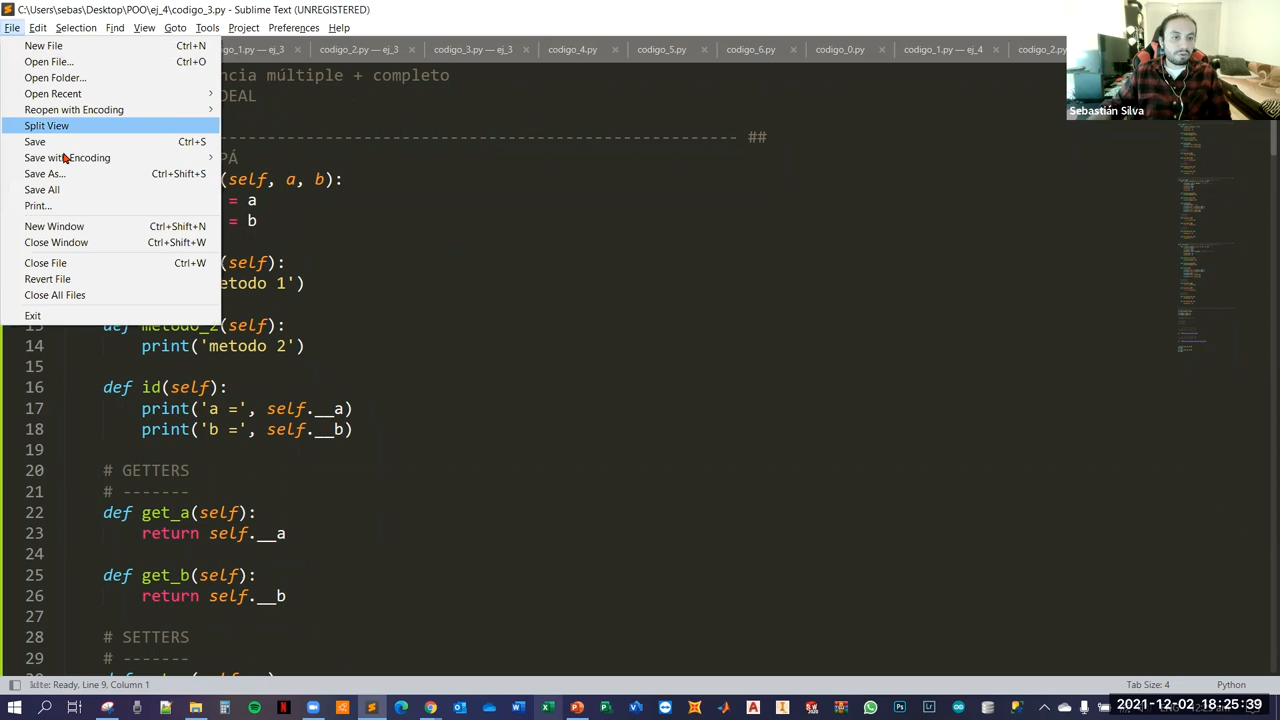 C:\Users\sebas\Desktop\POO\ej_4\codigo_3.py - Sublime Text (UNREGISTERED)
File Edit Selection Find View Goto Tools Project Preferences Help
go_1.py — ej_3 codigo_2.py — ej_3 codigo_3.py — ej_3 codigo_4.py codigo_5.py codigo_6.py codigo_0.py codigo_1.py — ej_4 codigo_2.py
New File Ctrl+N
Open File... Ctrl+O
Open Folder...
Open Recent
Reopen with Encoding
Split View
Save Ctrl+S
Save with Encoding
Save As... Ctrl+Shift+S
Save All
Print...
New Window Ctrl+Shift+N
Close Window Ctrl+Shift+W
Close File Ctrl+W
Revert File
Close All Files
Exit
ncia múltiple + completo
DEAL
------------------------------------------------------ ##
PÁ
(self, a, b):
= a
= b
(self):
etodo 1')
13 def metodo_2(self):
14 print('metodo 2')
15
16 def id(self):
17 print('a =', self.__a)
18 print('b =', self.__b)
19
20 # GETTERS
21 # -------
22 def get_a(self):
23 return self.__a
24
25 def get_b(self):
26 return self.__b
27
28 # SETTERS
29 # -------
Sebastián Silva
Ready, Line 9, Column 1
Tab Size: 4 Python
2021-12-02 18:25:39